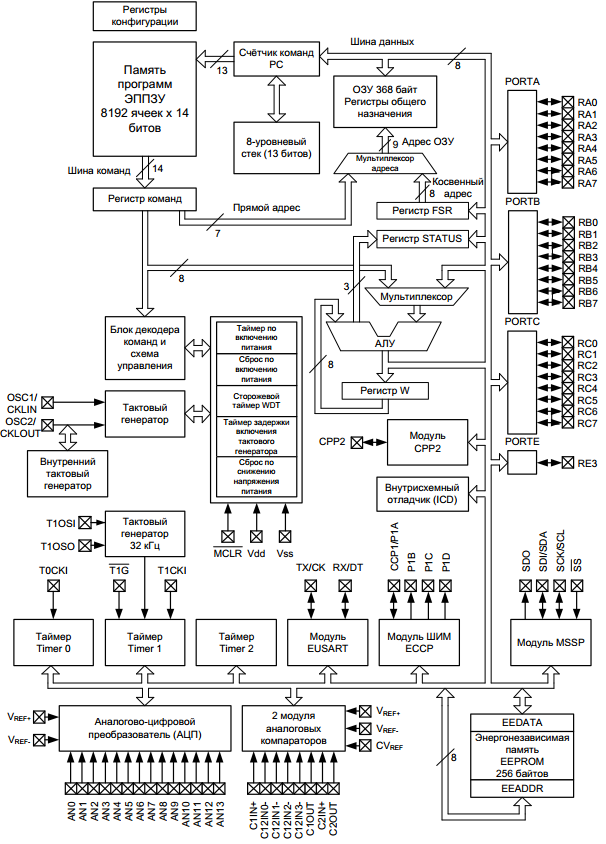 Регистры
конфигурации
Память
программ
ЭППЗУ
8192 ячеек x 14
битов
13
Счётчик команд
PC
Шина данных
8
ОЗУ 368 байт
Регистры общего
назначения
8-уровневый
стек (13 битов)
9
Адрес ОЗУ
Мультиплексор
адреса
Шина команд
14
Регистр команд
Прямой адрес
7
Косвенный
адрес
8
Регистр FSR
Регистр STATUS
8
3
Мультиплексор
АЛУ
8
Регистр W
Блок декодера
команд и
схема
управления
Таймер по
включению
питания
Сброс по
включению
питания
Сторожевой
таймер WDT
Таймер задержки
включения
тактового
генератора
Сброс по
снижению
напряжения
питания
OSC1/
CKLIN
OSC2/
CKLOUT
Тактовый
генератор
Внутренний
тактовый
генератор
CPP2
Модуль
CPP2
Внутрисхемный
отладчик (ICD)
MCLR
Vdd
Vss
PORTA
RA0
RA1
RA2
RA3
RA4
RA5
RA6
RA7
PORTB
RB0
RB1
RB2
RB3
RB4
RB5
RB6
RB7
PORTC
RC0
RC1
RC2
RC3
RC4
RC5
RC6
RC7
PORTE
RE3
T1OSI
T1OSO
Тактовый
генератор
32 кГц
T0CKI
T1G
T1CKI
TX/CK
RX/DT
CCP1/P1A
P1B
P1C
P1D
SDO
SDI/SDA
SCK/SCL
SS
Таймер
Timer 0
Таймер
Timer 1
Таймер
Timer 2
Модуль
EUSART
Модуль ШИМ
ECCP
Модуль MSSP
VREF+
VREF-
Аналогово-цифровой
преобразователь (АЦП)
2 модуля
аналоговых
компараторов
VREF+
VREF-
CVREF
8
EEDATA
Энергонезависимая
память
EEPROM
256 байтов
EEADDR
AN0
AN1
AN2
AN3
AN4
AN5
AN6
AN7
AN8
AN9
AN10
AN11
AN12
AN13
C1IN+
C12IN0-
C12IN1-
C12IN2-
C12IN3-
C1OUT
C2IN+
C2OUT